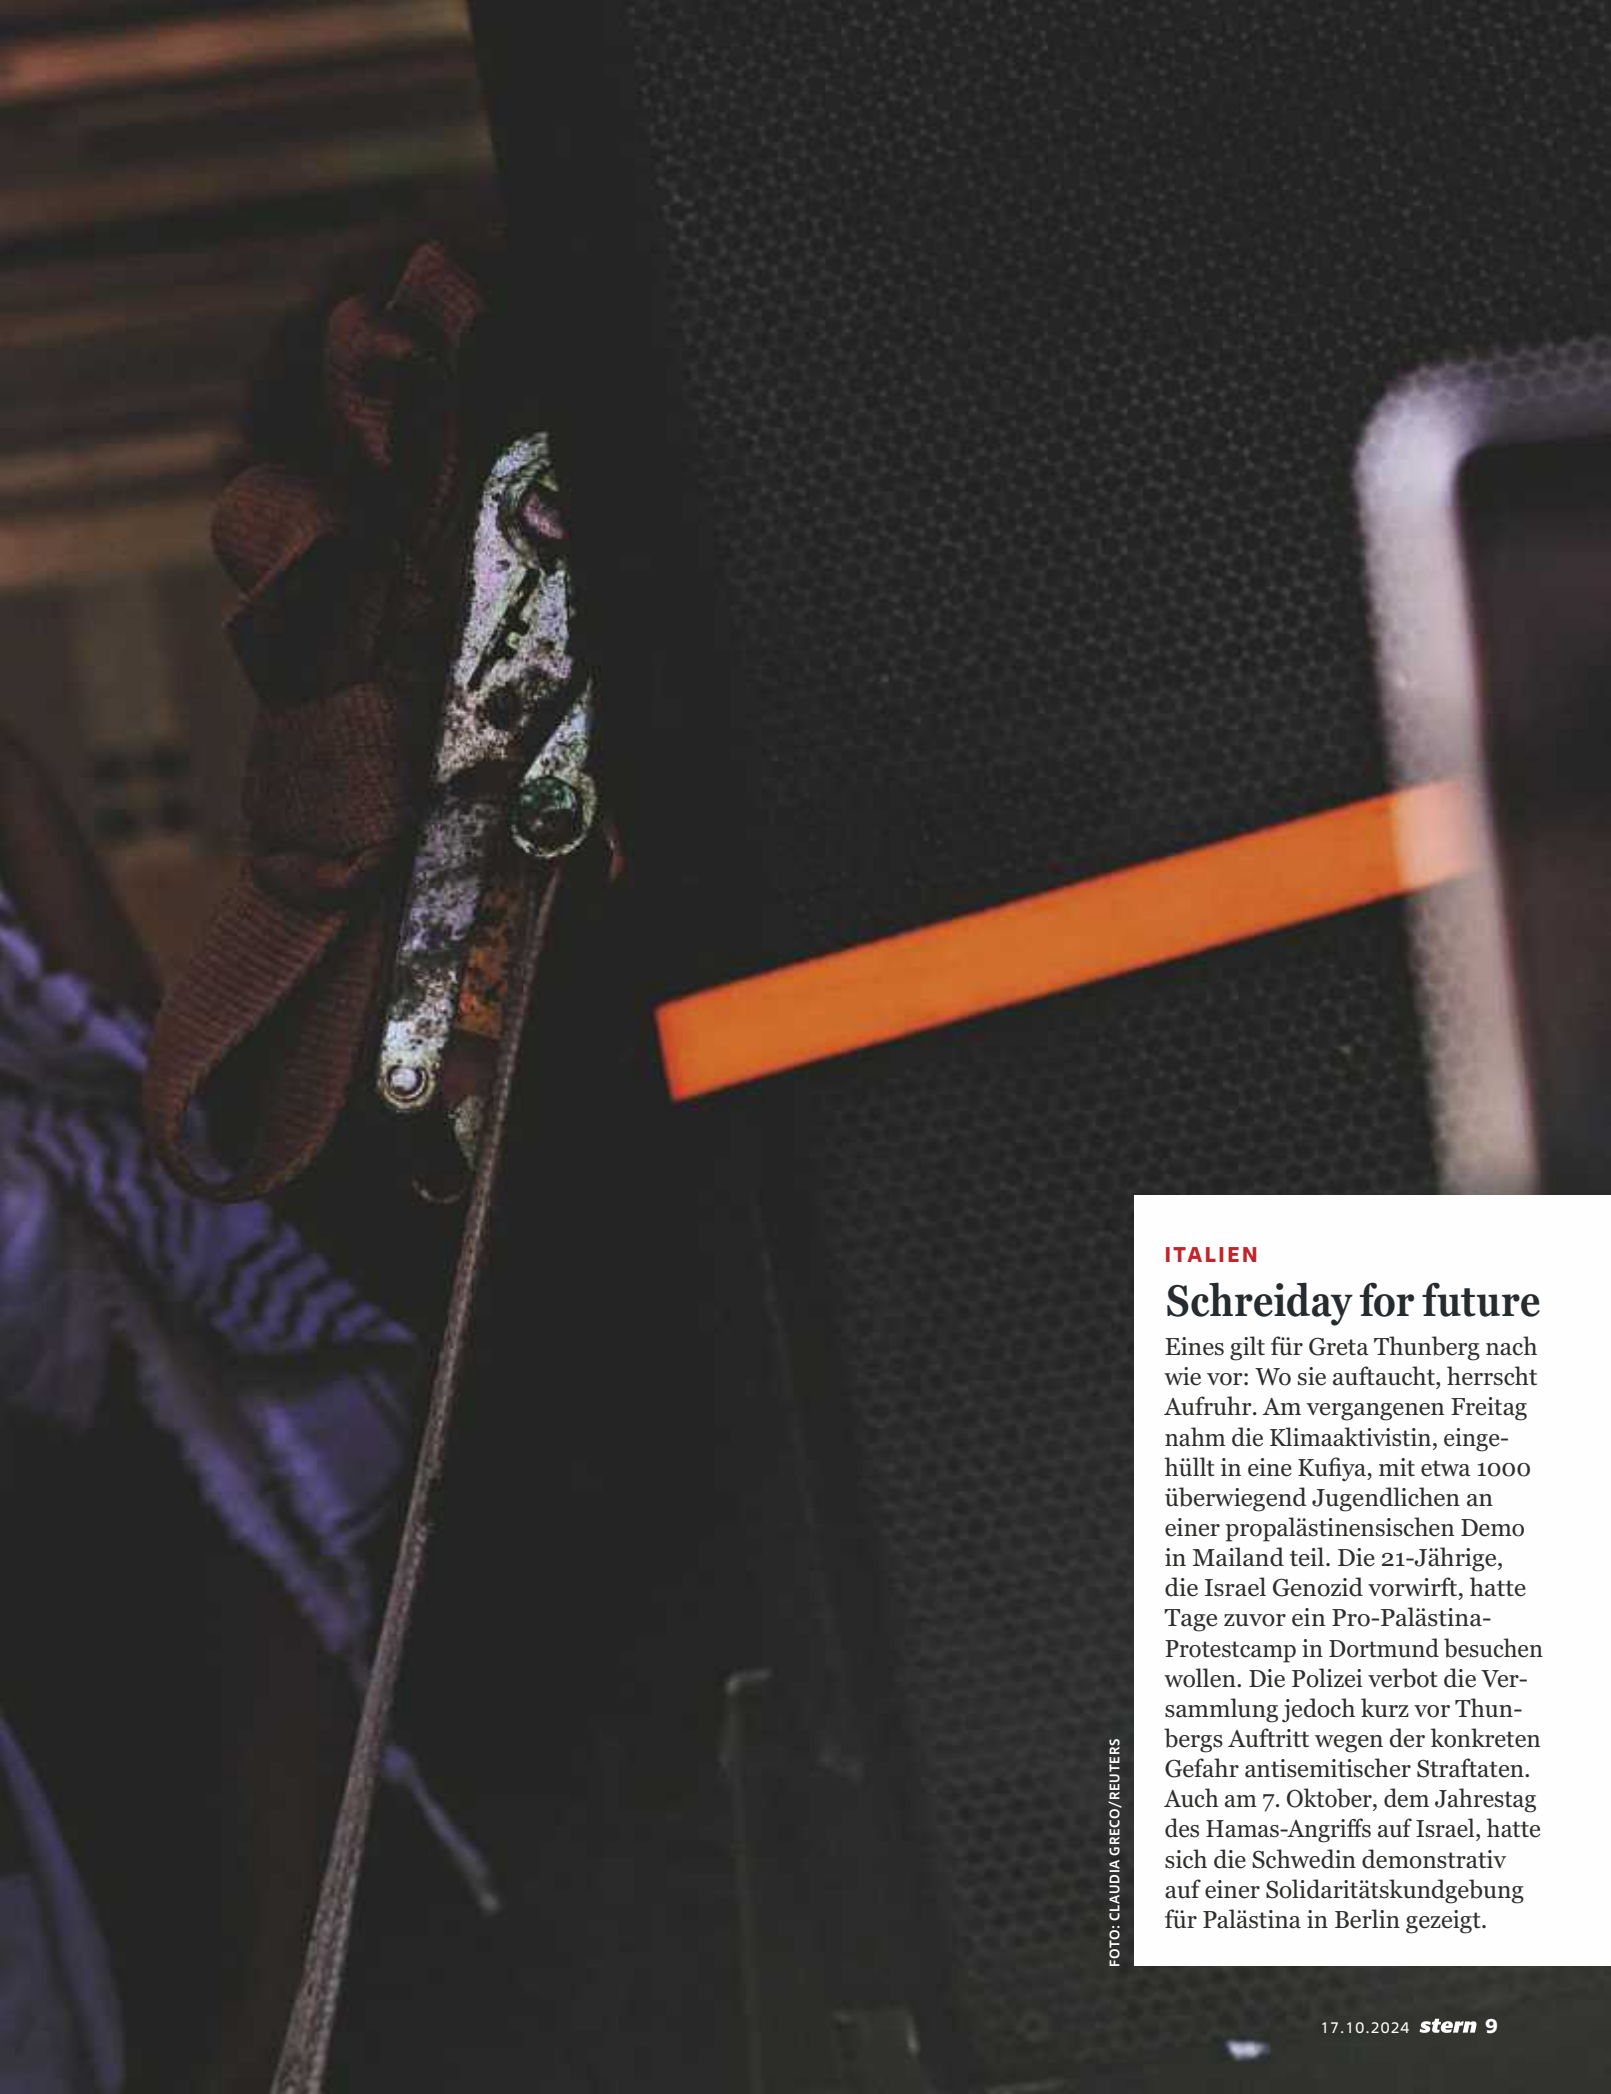 ITALIEN
Schreiday for future
Eines gilt für Greta Thunberg nach
wie vor: Wo sie auftaucht, herrscht
Aufruhr. Am vergangenen Freitag
nahm die Klimaaktivistin, einge-
hüllt in eine Kufiya, mit etwa 1000
überwiegend Jugendlichen an
einer propalästinensischen Demo
in Mailand teil. Die 21-Jährige,
die Israel Genozid vorwirft, hatte
Tage zuvor ein Pro-Palästina-
Protestcamp in Dortmund besuchen
wollen. Die Polizei verbot die Ver-
sammlung jedoch kurz vor Thun-
bergs Auftritt wegen der konkreten
Gefahr antisemitischer Straftaten.
Auch am 7. Oktober, dem Jahrestag
des Hamas-Angriffs auf Israel, hatte
sich die Schwedin demonstrativ
auf einer Solidaritätskundgebung
für Palästina in Berlin gezeigt.
FOTO: CLAUDIA GRECO/REUTERS
17.10.2024 stern 9